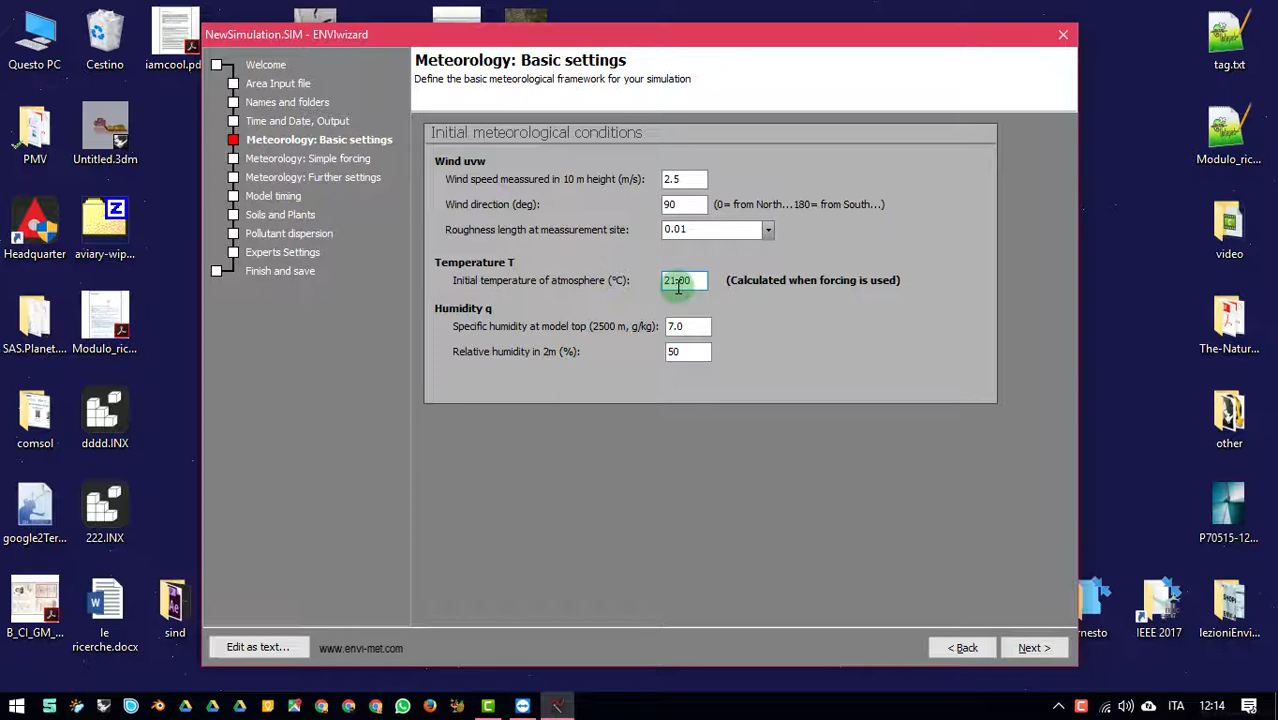 NewSimulation.SIM - ENVIwizard
Welcome
Area Input file
Names and folders
Time and Date, Output
Meteorology: Basic settings
Meteorology: Simple forcing
Meteorology: Further settings
Model timing
Soils and Plants
Pollutant dispersion
Experts Settings
Finish and save
Meteorology: Basic settings
Define the basic meteorological framework for your simulation
Initial meteorological conditions
Wind uvw
Wind speed meassured in 10 m height (m/s): 2.5
Wind direction (deg): 90 (0= from North...180= from South...)
Roughness length at measurement site: 0.01
Temperature T
Initial temperature of atmosphere (°C): 21.00 (Calculated when forcing is used)
Humidity q
Specific humidity at model top (2500 m, g/kg): 7.0
Relative humidity in 2m (%): 50
Edit as text...
www.envi-met.com
< Back
Next >
Questo PC
Cestino
iamcool.pd
PMV
Untitled.3dm
Headquarter
aviary-wip...
SAS.Planet...
Modulo_ric...
comsol
dddd.INX
google2Ter...
222.INX
B_CI_GM_...
le
ricerche.docx
sind
tag.txt
Modulo_ric...
video
The-Natur...
other
P70515-12...
rnesto
IEEE 2017
lezioniEnvi...
ITA
12:14